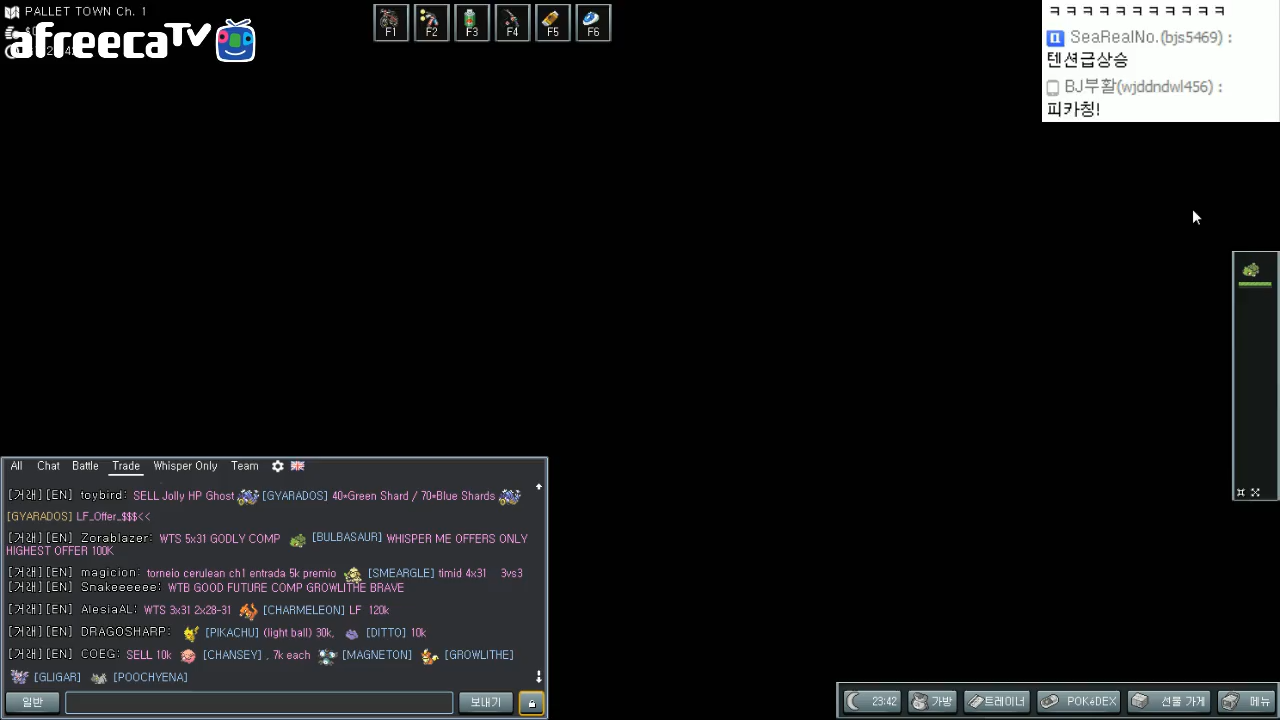 PALLET TOWN Ch. 1
afreecaTV
F1 F2 F3 F4 F5 F6
ㅋㅋㅋㅋㅋㅋㅋㅋㅋㅋㅋ
SeaRealNo.(bjs5469) :
텐션급상승
BJ부활(wjddndwl456) :
피카칭!
All Chat Battle Trade Whisper Only Team
[거래][EN] toybird: SELL Jolly HP Ghost [GYARADOS] 40*Green Shard / 70*Blue Shards
[GYARADOS] LF_Offer_$$$<<
[거래][EN] Zorablazer: WTS 5x31 GODLY COMP [BULBASAUR] WHISPER ME OFFERS ONLY
HIGHEST OFFER 100K
[거래][EN] magicion: torneio cerulean ch1 entrada 5k premio [SMEARGLE] timid 4x31 3vs3
[거래][EN] Snakeeeeee: WTB GOOD FUTURE COMP GROWLITHE BRAVE
[거래][EN] AlesiaAL: WTS 3x31 2x28-31 [CHARMELEON] LF 120k
[거래][EN] DRAGOSHARP: [PIKACHU] (light ball) 30k, [DITTO] 10k
[거래][EN] COEG: SELL 10k [CHANSEY] , 7k each [MAGNETON] [GROWLITHE]
[GLIGAR] [POOCHYENA]
일반 보내기
23:42 가방 트레이너 POKéDEX 선물 가게 메뉴